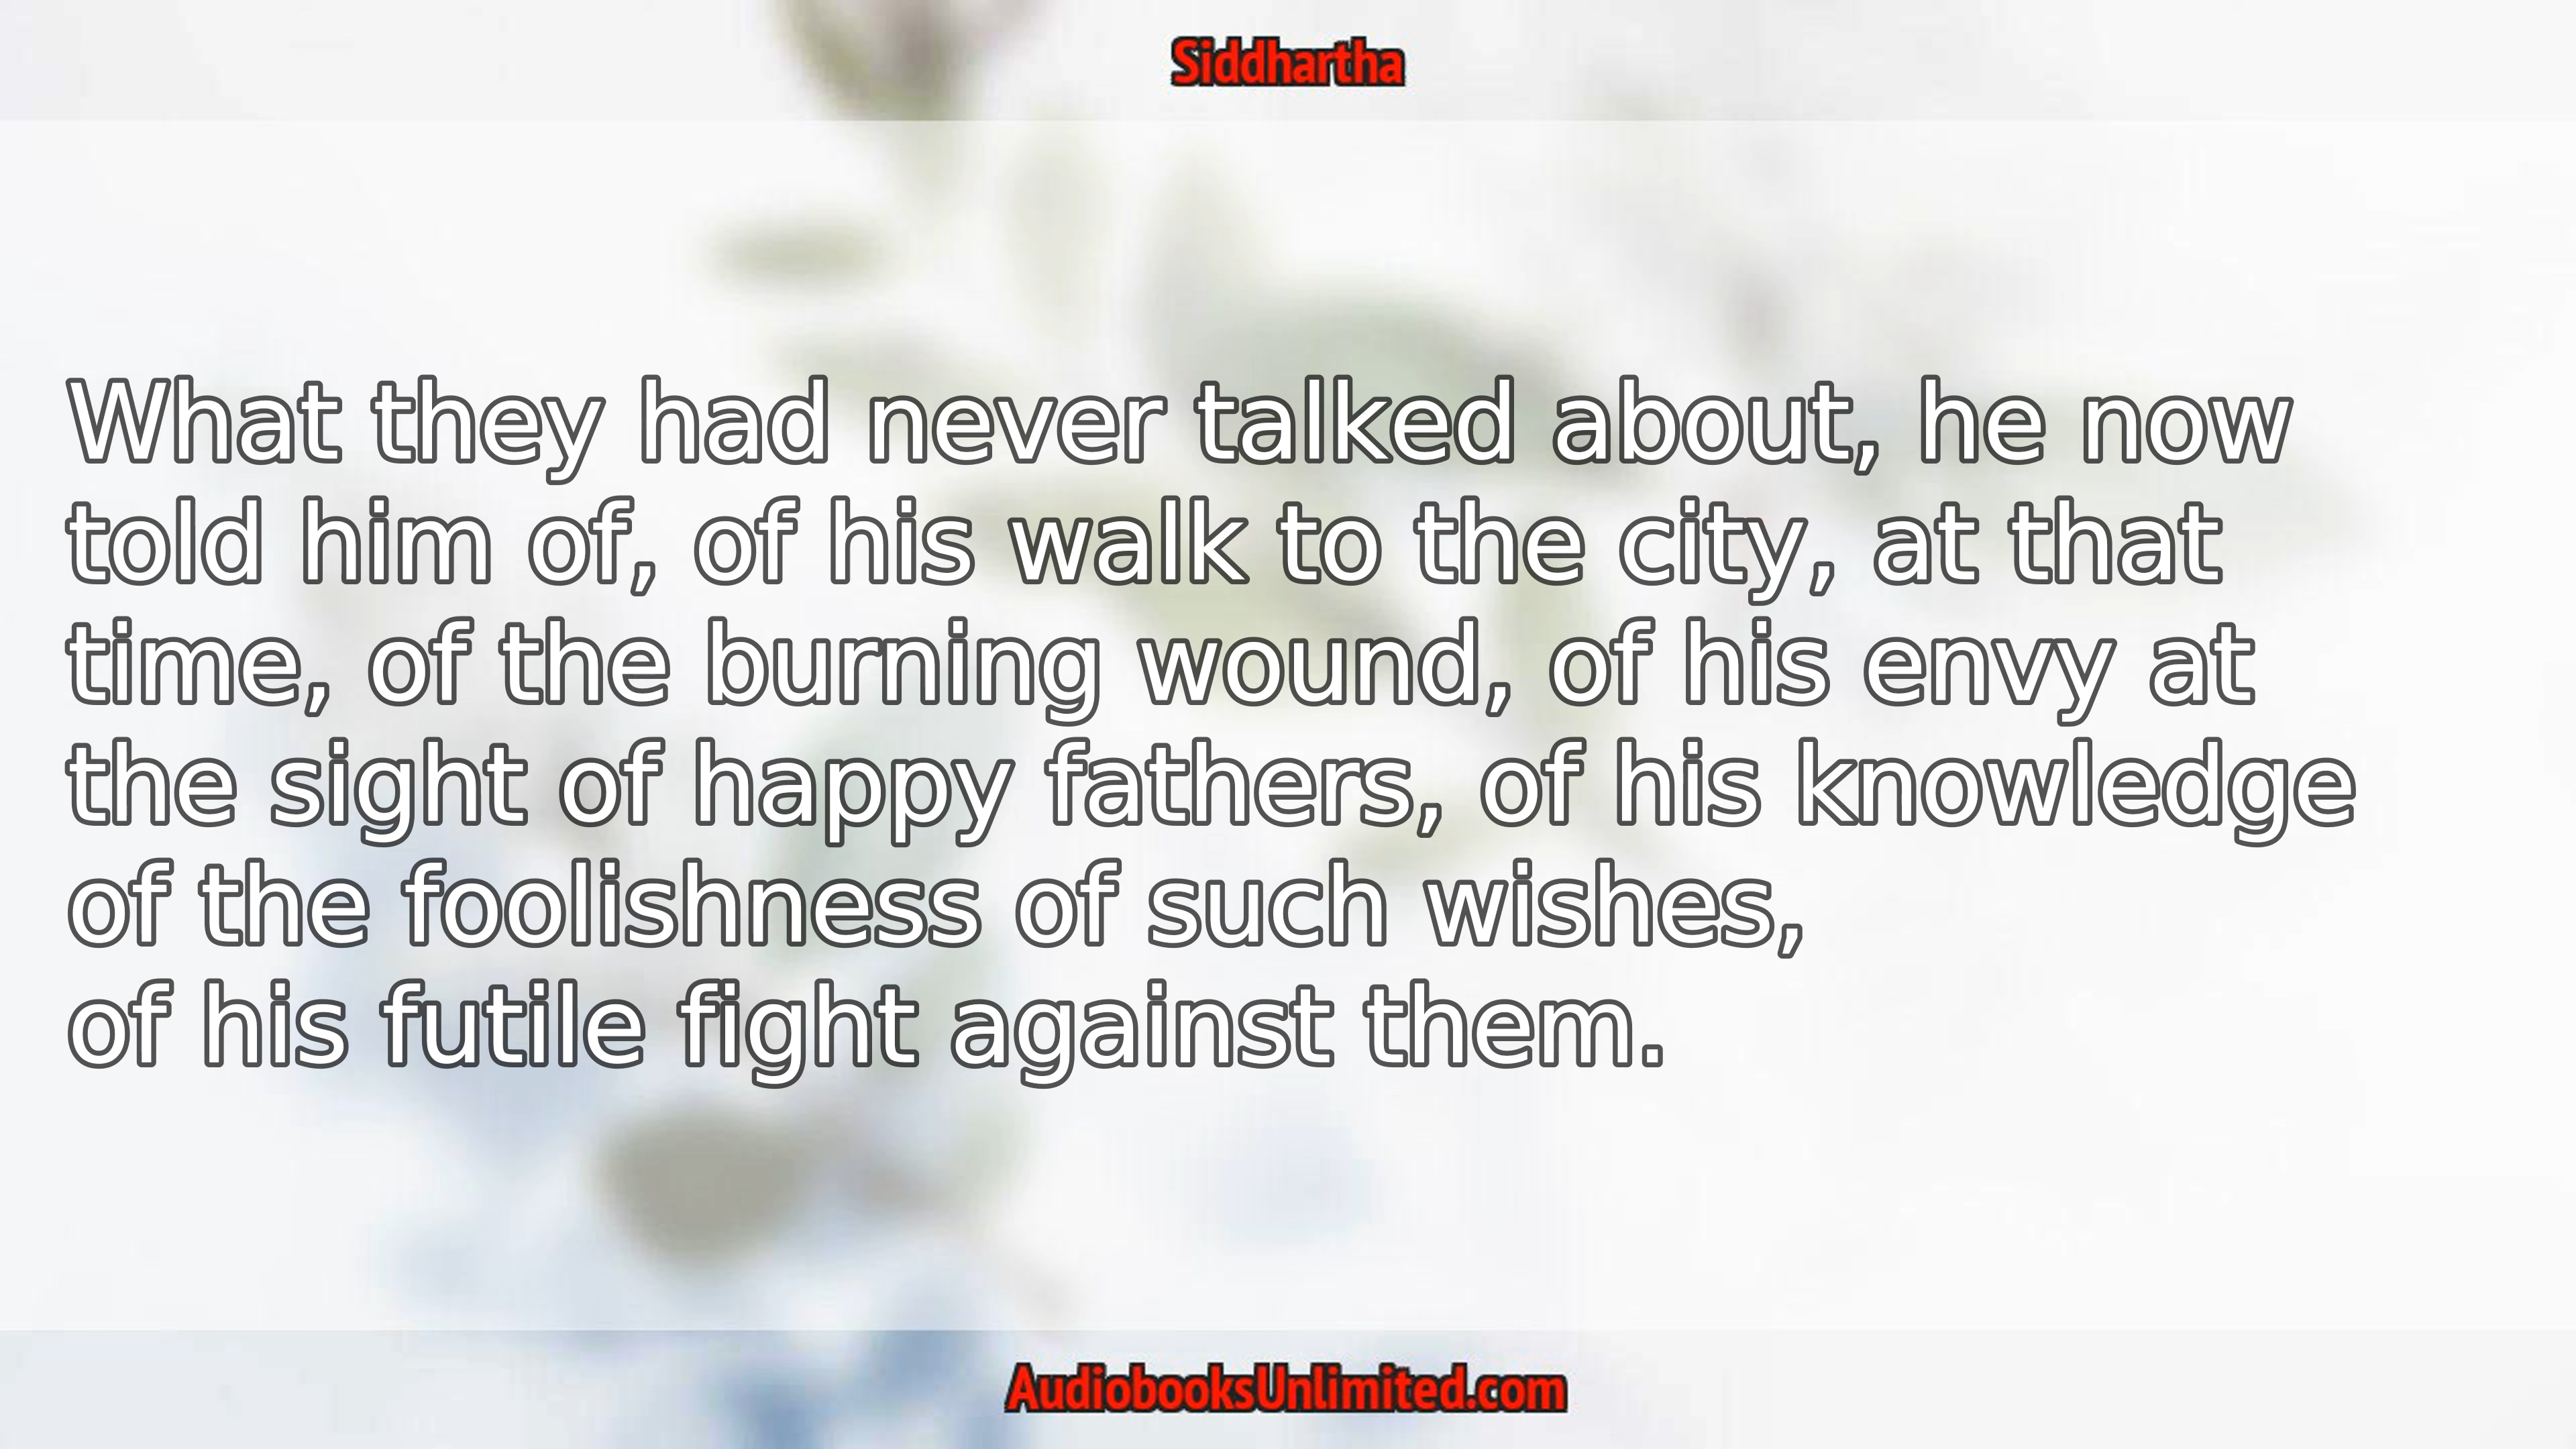 Siddhartha
What they had never talked about, he now
told him of, of his walk to the city, at that
time, of the burning wound, of his envy at
the sight of happy fathers, of his knowledge
of the foolishness of such wishes,
of his futile fight against them.
AudiobooksUnlimited.com